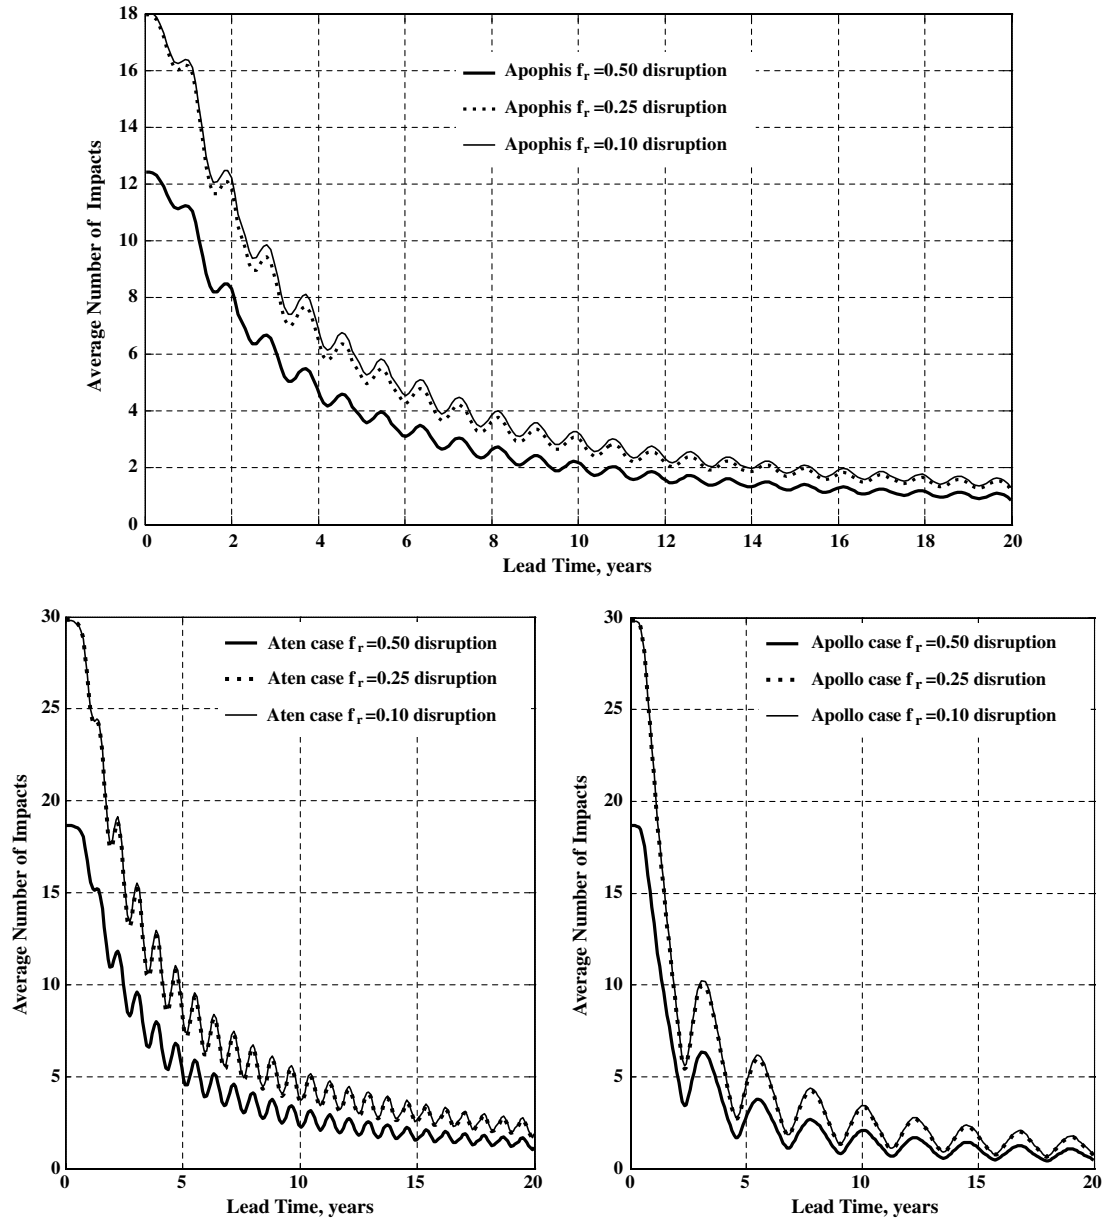 18
16
14
12
10
8
6
4
2
0
Average Number of Impacts
Apophis f r =0.50 disruption
Apophis f r =0.25 disruption
Apophis f r =0.10 disruption
0 2 4 6 8 10 12 14 16 18 20
Lead Time, years
30
25
20
15
10
5
0
Average Number of Impacts
Aten case f r =0.50 disruption
Aten case f r =0.25 disruption
Aten case f r =0.10 disruption
0 5 10 15 20
Lead Time, years
30
25
20
15
10
5
0
Average Number of Impacts
Apollo case f r =0.50 disruption
Apollo case f r =0.25 disrution
Apollo case f r =0.10 disruption
0 5 10 15 20
Lead Time, years